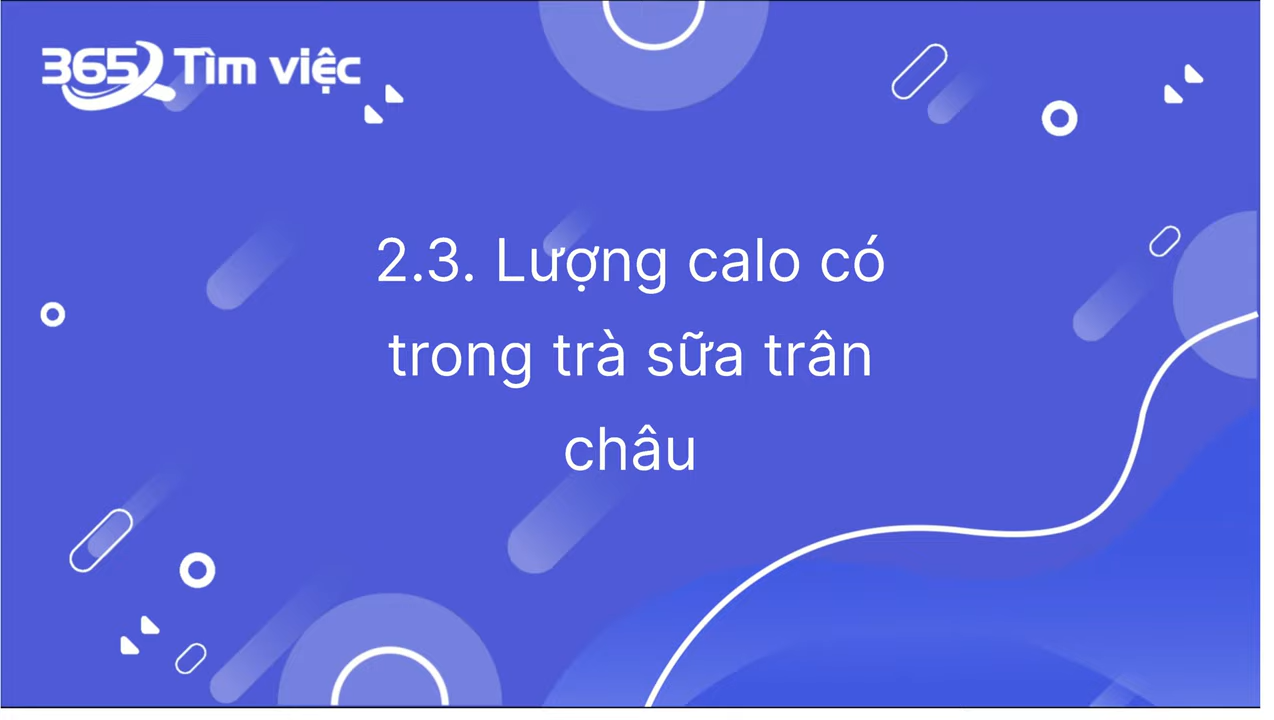 365 Tìm việc
2.3. Lượng calo có
trong trà sữa trân
châu